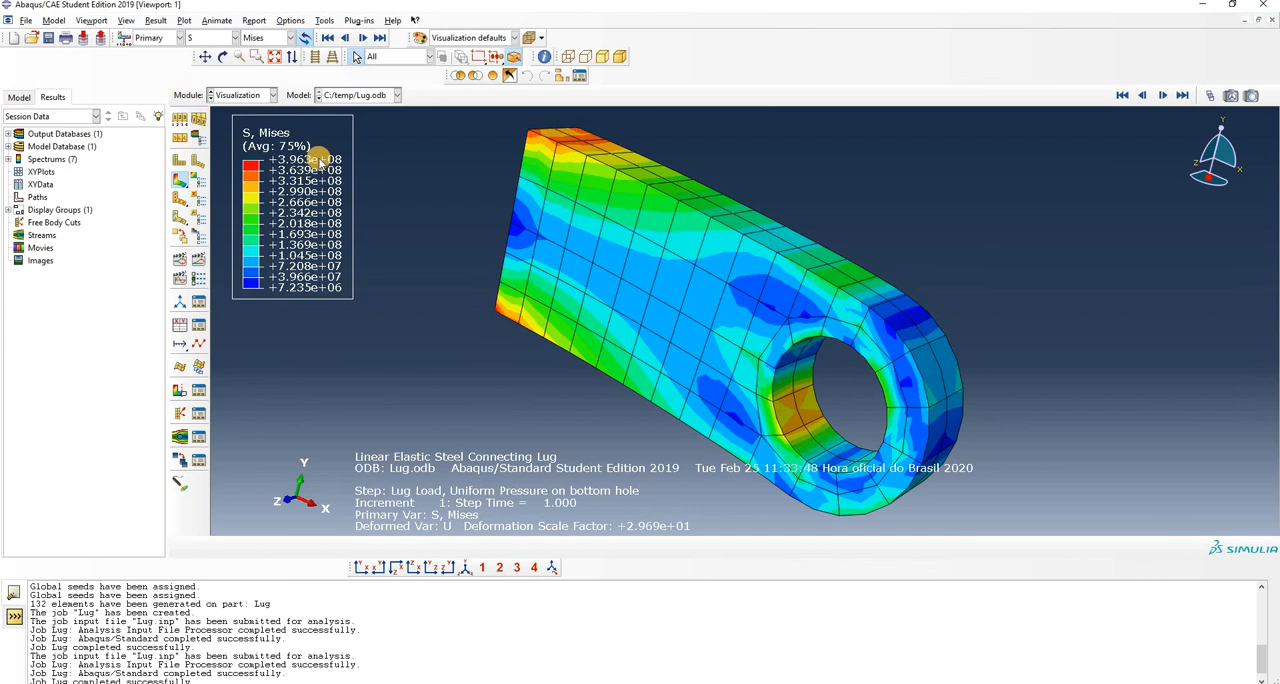 Abaqus/CAE Student Edition 2019 [Viewport: 1]
File Model Viewport View Result Plot Animate Report Options Tools Plug-ins Help
Primary S Mises Visualization defaults
All
Model Results Module: Visualization Model: C:/temp/Lug.odb
Session Data
Output Databases (1)
Model Database (1)
Spectrums (7)
XYPlots
XYData
Paths
Display Groups (1)
Free Body Cuts
Streams
Movies
Images
S, Mises
(Avg: 75%)
+3.963e+08
+3.639e+08
+3.315e+08
+2.990e+08
+2.666e+08
+2.342e+08
+2.018e+08
+1.693e+08
+1.369e+08
+1.045e+08
+7.208e+07
+3.966e+07
+7.235e+06
Y
Z X
Y
Z X
Linear Elastic Steel Connecting Lug
ODB: Lug.odb Abaqus/Standard Student Edition 2019 Tue Feb 25 11:33:48 Hora oficial do Brasil 2020
Step: Lug Load, Uniform Pressure on bottom hole
Increment 1: Step Time = 1.000
Primary Var: S, Mises
Deformed Var: U Deformation Scale Factor: +2.969e+01
SIMULIA
1 2 3 4
Global seeds have been assigned.
Global seeds have been assigned.
132 elements have been generated on part: Lug
The job "Lug" has been created.
The job input file "Lug.inp" has been submitted for analysis.
Job Lug: Analysis Input File Processor completed successfully.
Job Lug: Abaqus/Standard completed successfully.
Job Lug completed successfully.
The job input file "Lug.inp" has been submitted for analysis.
Job Lug: Analysis Input File Processor completed successfully.
Job Lug: Abaqus/Standard completed successfully.
Job Lug completed successfully.